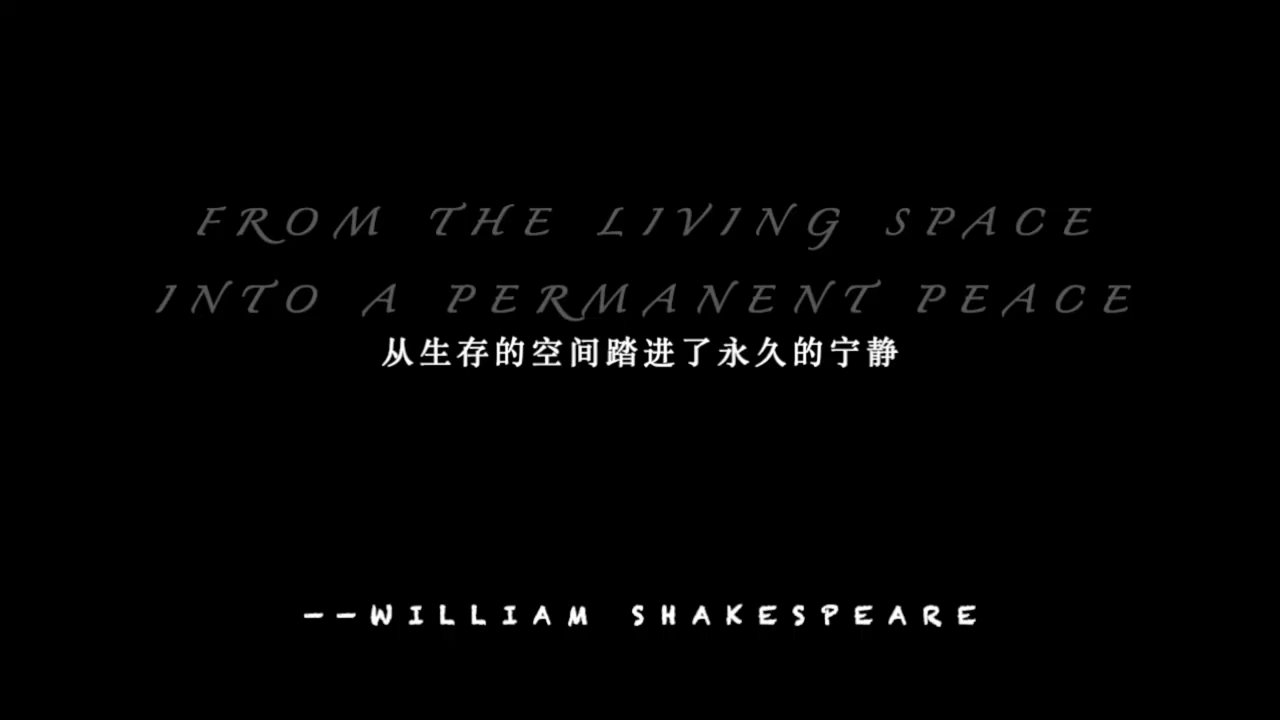 FROM THE LIVING SPACE
INTO A PERMANENT PEACE
从生存的空间踏进了永久的宁静
--WILLIAM SHAKESPEARE